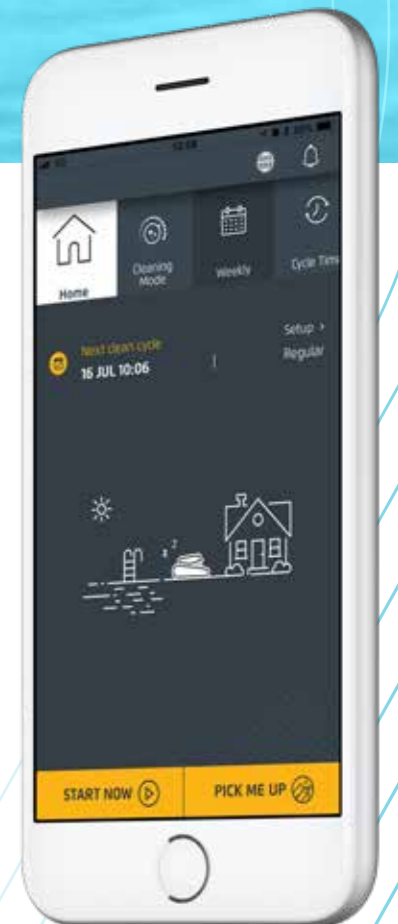 Home
Cleaning
Mode
Weekly
Cycle Time
Next clean cycle
16 JUL 10:06
Setup >
Regular
z
z
START NOW
PICK ME UP